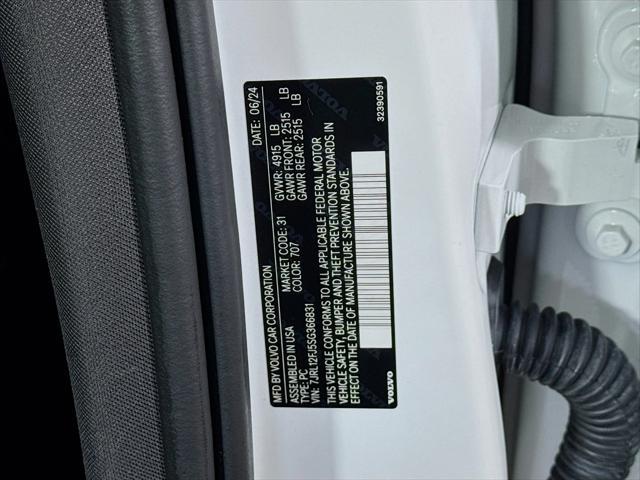 MFD BY VOLVO CAR CORPORATION
DATE: 06/24
ASSEMBLED IN USA
MARKET CODE: 31
GVWR: 4915 LB
TYPE: PC
COLOR: 707
GAWR FRONT: 2515 LB
VIN: 7JRL12FJ5SG366831
GAWR REAR: 2515 LB
THIS VEHICLE CONFORMS TO ALL APPLICABLE FEDERAL MOTOR
VEHICLE SAFETY, BUMPER AND THEFT PREVENTION STANDARDS IN
EFFECT ON THE DATE OF MANUFACTURE SHOWN ABOVE.
VOLVO
32390591